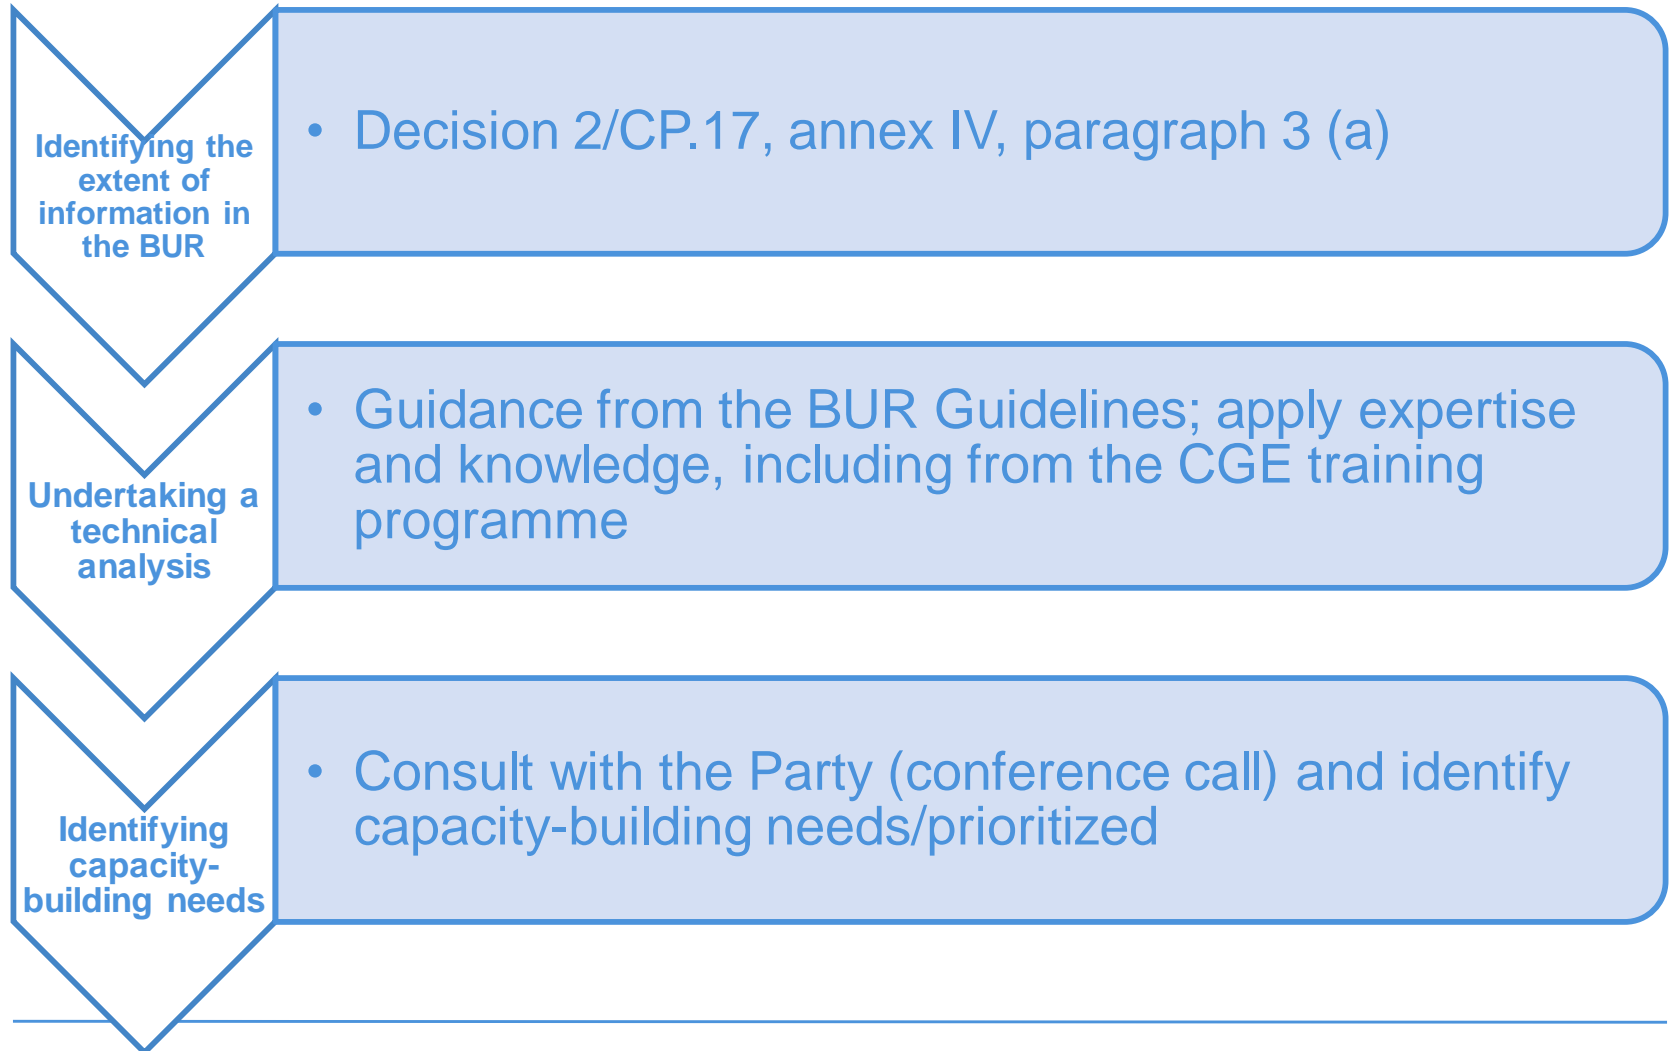 Identifying the
extent of
information in
the BUR
• Decision 2/CP.17, annex IV, paragraph 3 (a)
Undertaking a
technical
analysis
• Guidance from the BUR Guidelines; apply expertise
and knowledge, including from the CGE training
programme
Identifying
capacity-
building needs
• Consult with the Party (conference call) and identify
capacity-building needs/prioritized